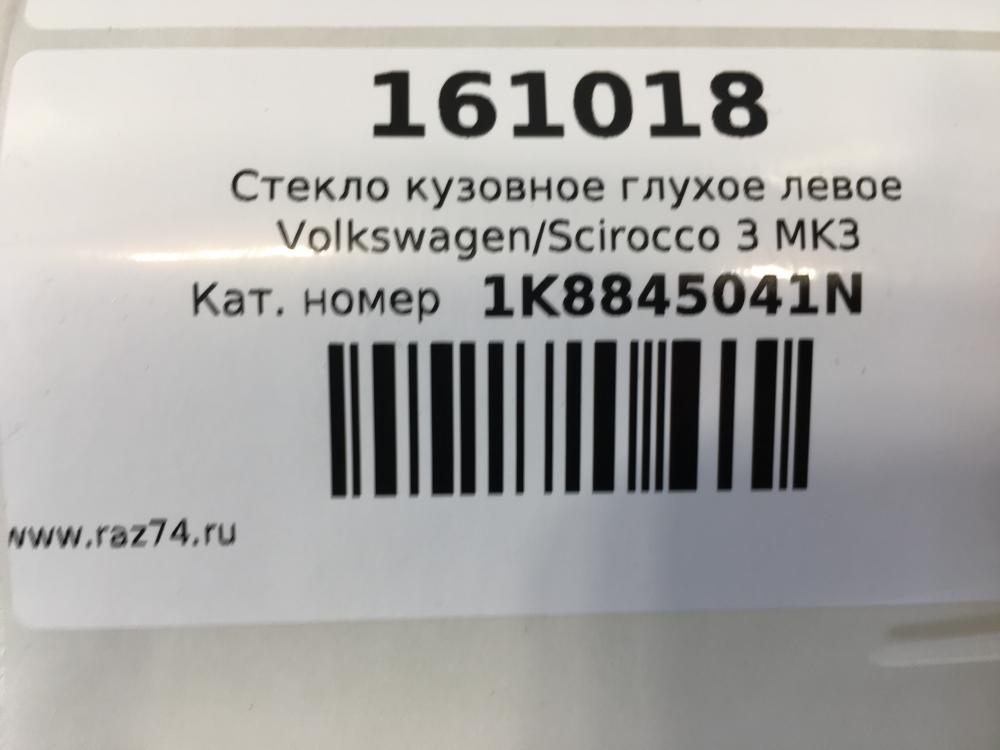 161018
Стекло кузовное глухое левое
Volkswagen/Scirocco 3 MK3
Кат. номер 1K8845041N
www.raz74.ru